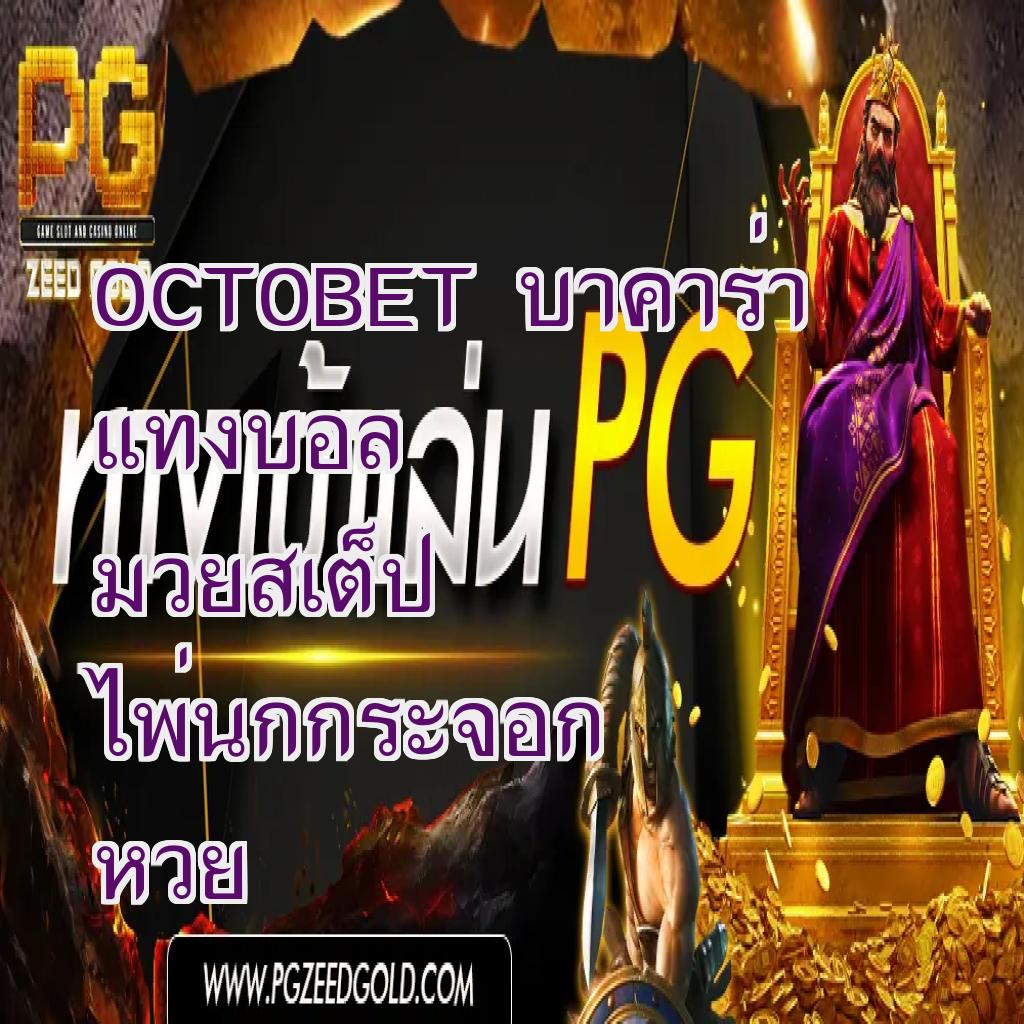 PG
GAME SLOT AND CASINO ONLINE
ZEED GOLD
OCTOBET บาคาร่า
ทางเข้าเล่น PG
แทงบอล
มวยสเต็ป
ไพ่นกกระจอก
หวย
WWW.PGZEEDGOLD.COM